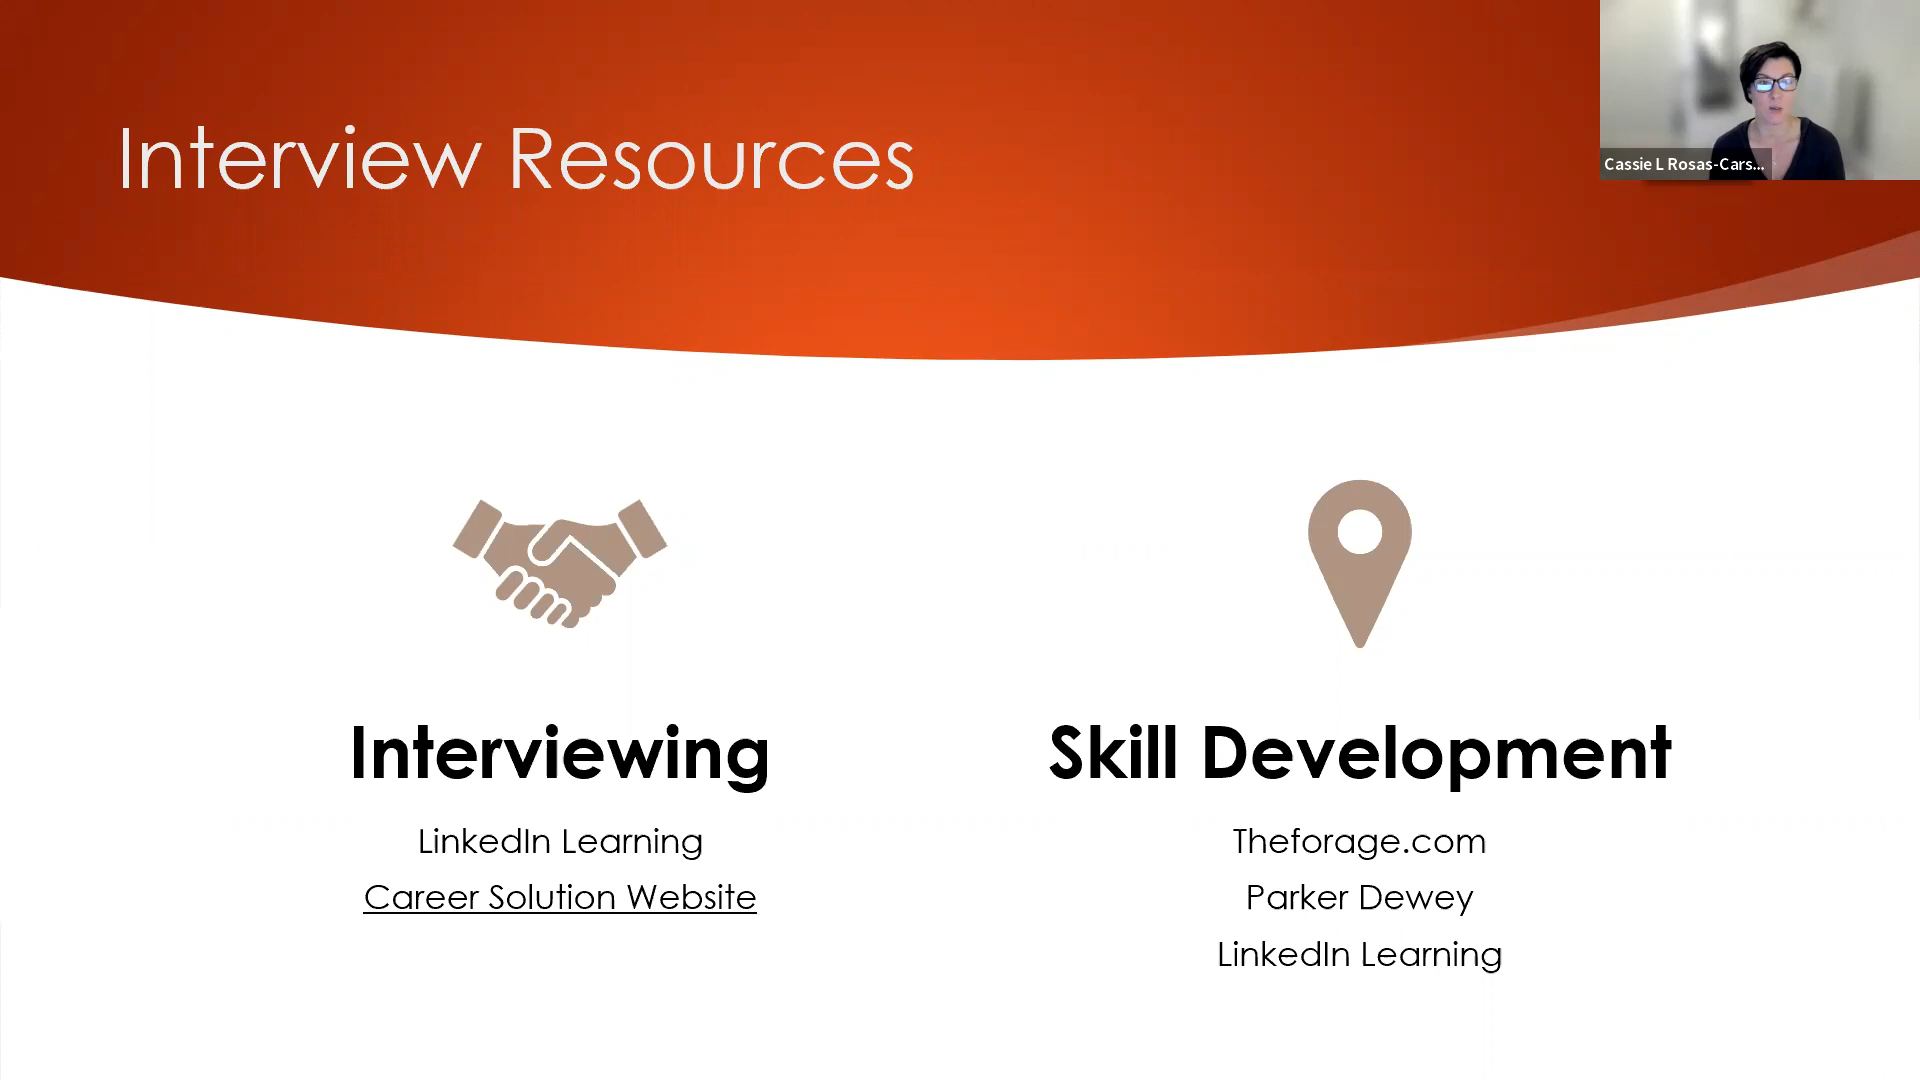 Interview Resources
Cassie L Rosas-Cars...
Interviewing
LinkedIn Learning
Career Solution Website
Skill Development
Theforage.com
Parker Dewey
LinkedIn Learning